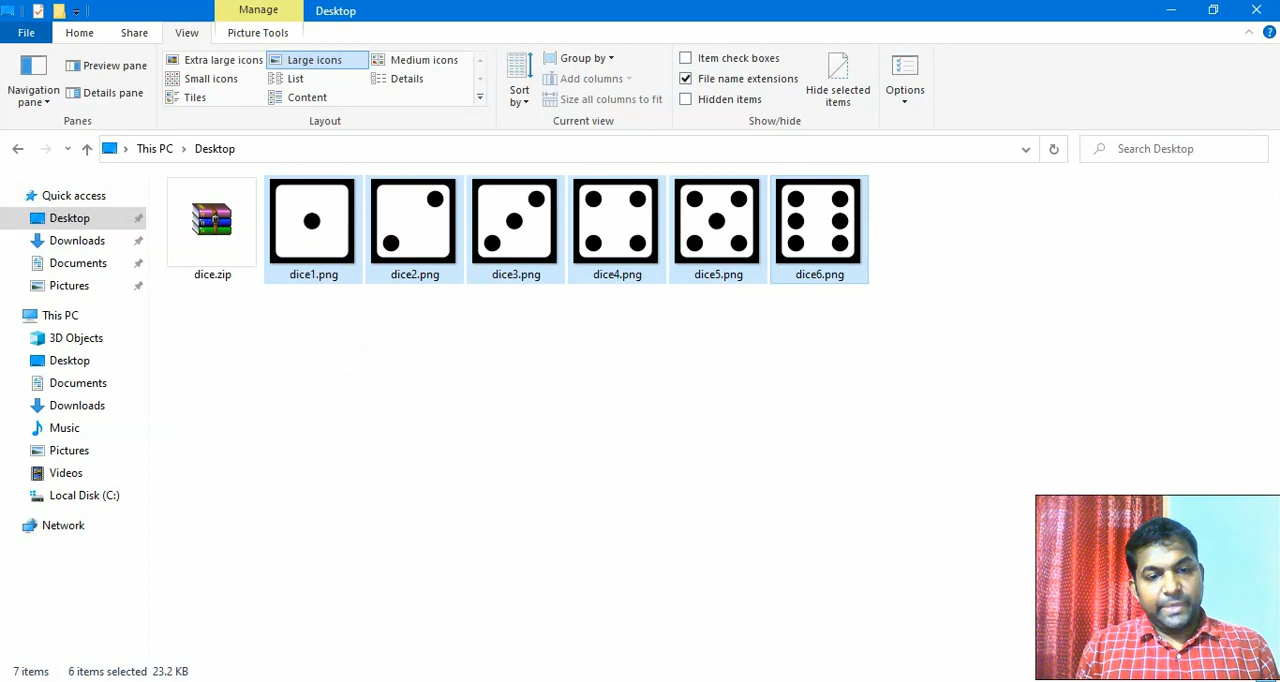 Manage
Desktop
File
Home
Share
View
Picture Tools
Navigation pane
Preview pane
Details pane
Panes
Extra large icons
Large icons
Medium icons
Small icons
List
Details
Tiles
Content
Layout
Sort by
Group by
Add columns
Size all columns to fit
Current view
Item check boxes
File name extensions
Hidden items
Hide selected items
Show/hide
Options
This PC
Desktop
Search Desktop
Quick access
Desktop
Downloads
Documents
Pictures
This PC
3D Objects
Desktop
Documents
Downloads
Music
Pictures
Videos
Local Disk (C:)
Network
dice.zip
dice1.png
dice2.png
dice3.png
dice4.png
dice5.png
dice6.png
7 items
6 items selected 23.2 KB